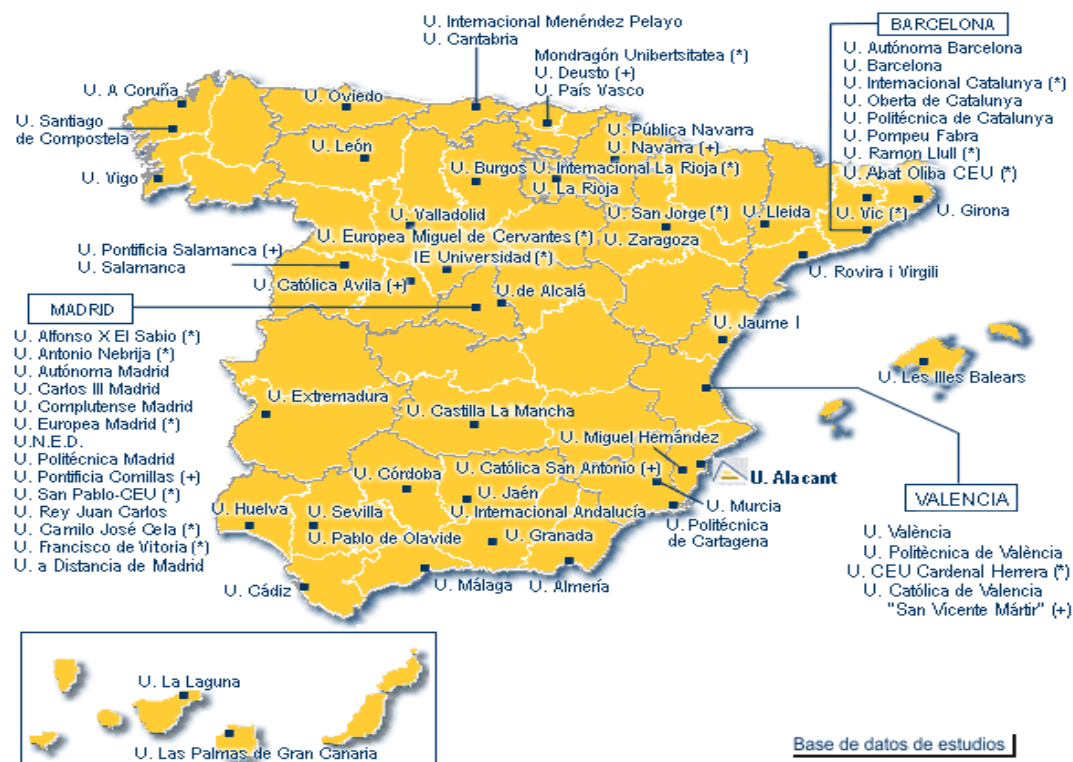 U. Internacional Menéndez Pelayo
U. Cantabria
Mondragón Unibertsitatea (*)
U. Deusto (+)
U. País Vasco
BARCELONA
U. Autónoma Barcelona
U. Barcelona
U. Internacional Catalunya (*)
U. Oberta de Catalunya
U. Politécnica de Catalunya
U. Pompeu Fabra
U. Ramon Llull (*)
U. Abat Oliba CEU (*)
U. Vic (*)
U. Girona
U. A Coruña
U. Oviedo
U. Santiago
de Compostela
U. León
U. Vigo
U. Pública Navarra
U. Navarra (+)
U. Burgos
U. Internacional La Rioja (*)
U. La Rioja
U. Valladolid
U. San Jorge (*)
U. Zaragoza
U. Lleida
U. Europea Miguel de Cervantes (*)
IE Universidad (*)
U. Pontificia Salamanca (+)
U. Salamanca
U. Rovira i Virgili
U. Católica Avila (+)
U.de Alcalá
MADRID
U. Alfonso X El Sabio (*)
U. Antonio Nebrija (*)
U. Autónoma Madrid
U. Carlos III Madrid
U. Complutense Madrid
U. Europea Madrid (*)
U.N.E.D.
U. Politécnica Madrid
U. Pontificia Comillas (+)
U. San Pablo-CEU (*)
U. Rey Juan Carlos
U. Camilo José Cela (*)
U. Francisco de Vitoria (*)
U. a Distancia de Madrid
U. Jaume I
U. Les Illes Balears
U. Extremadura
U. Castilla La Mancha
U. Miguel Hernández
U. Alacant
U. Córdoba
U. Católica San Antonio (+)
U. Jaén
U. Internacional Andalucía
U. Murcia
U. Politécnica
de Cartagena
U. Huelva
U. Sevilla
U. Pablo de Olavide
U. Granada
U. Cádiz
U. Málaga
U. Almería
VALENCIA
U. València
U. Politècnica de València
U. CEU Cardenal Herrera (*)
U. Católica de Valencia
"San Vicente Mártir" (+)
U. La Laguna
U. Las Palmas de Gran Canaria
Base de datos de estudios